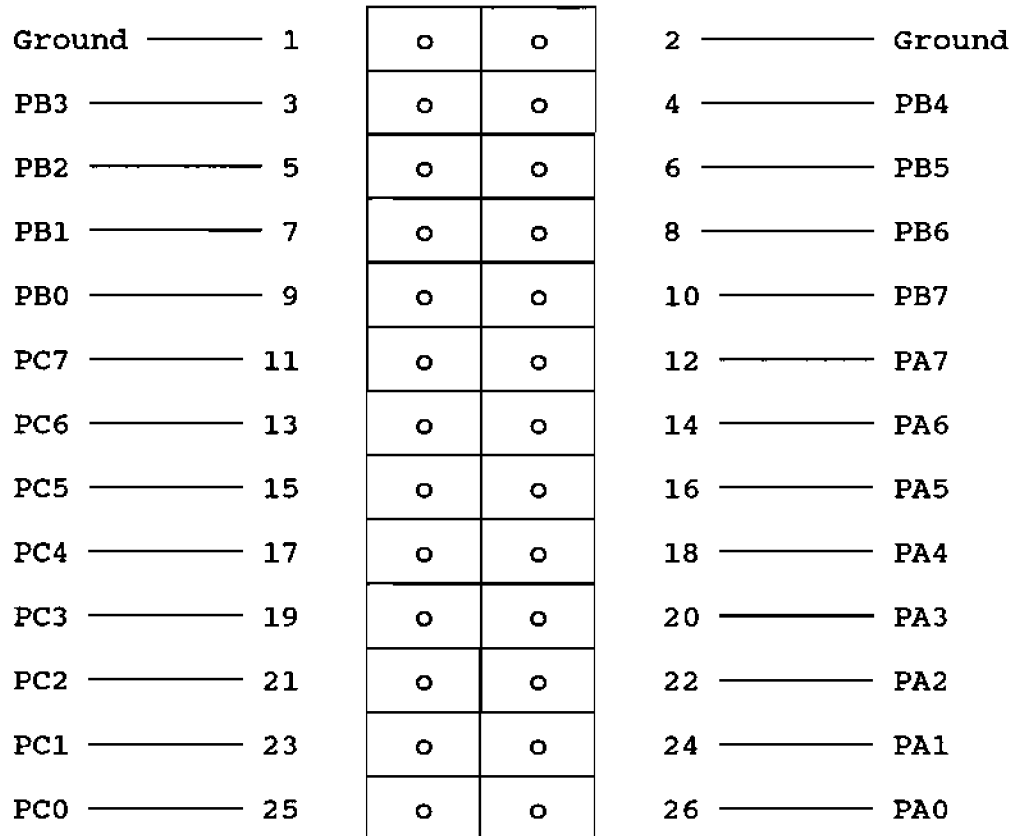 Ground 1 o o 2 Ground
PB3 3 o o 4 PB4
PB2 5 o o 6 PB5
PB1 7 o o 8 PB6
PB0 9 o o 10 PB7
PC7 11 o o 12 PA7
PC6 13 o o 14 PA6
PC5 15 o o 16 PA5
PC4 17 o o 18 PA4
PC3 19 o o 20 PA3
PC2 21 o o 22 PA2
PC1 23 o o 24 PA1
PC0 25 o o 26 PA0